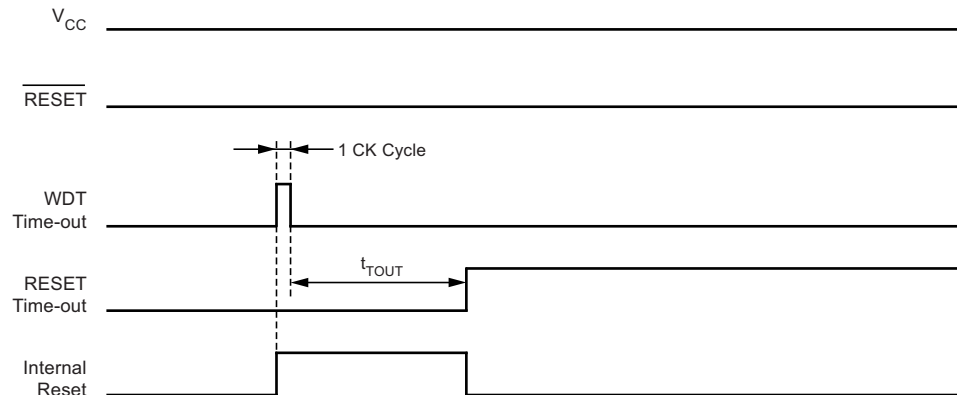 VCC
RESET
1 CK Cycle
WDT
Time-out
tTOUT
RESET
Time-out
Internal
Reset